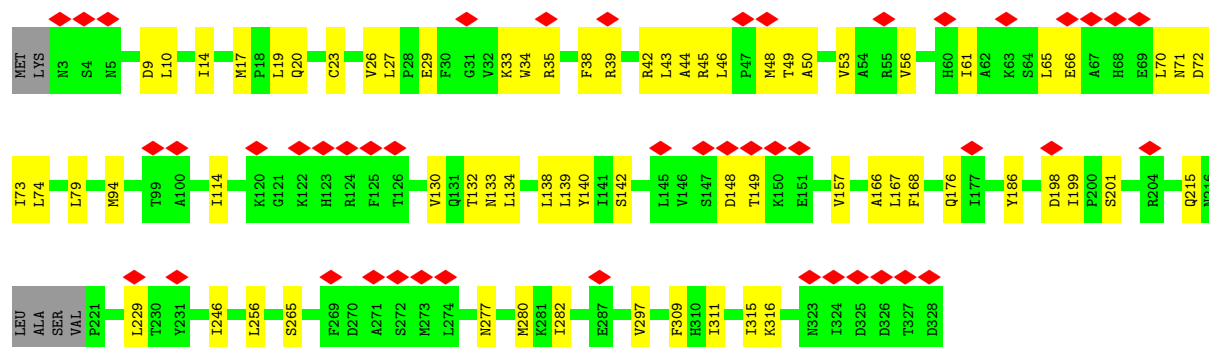 MET LYS N3 S4 N5 D9 L10 I14 M17 P18 L19 Q20 C23 V26 L27 P28 E29 F30 G31 V32 K33 W34 R35 F38 R39 R42 L43 A44 R45 L46 P47 M48 T49 A50 V53 A54 R55 V56 H60 I61 A62 K63 S64 L65 E66 A67 H68 E69 L70 N71 D72
I73 L74 L79 M94 T99 A100 I114 K120 G121 K122 H123 R124 F125 T126 V130 Q131 T132 N133 L134 L138 L139 Y140 I141 S142 L145 V146 S147 D148 T149 K150 E151 V157 A166 L167 F168 Q176 I177 Y186 D198 I199 P200 S201 R204 Q215 N216
LEU ALA SER VAL P221 L229 T230 Y231 I246 L256 S265 F269 D270 A271 S272 M273 L274 N277 M280 K281 I282 E287 V297 F309 H310 I311 I315 K316 N323 I324 D325 D326 T327 D328